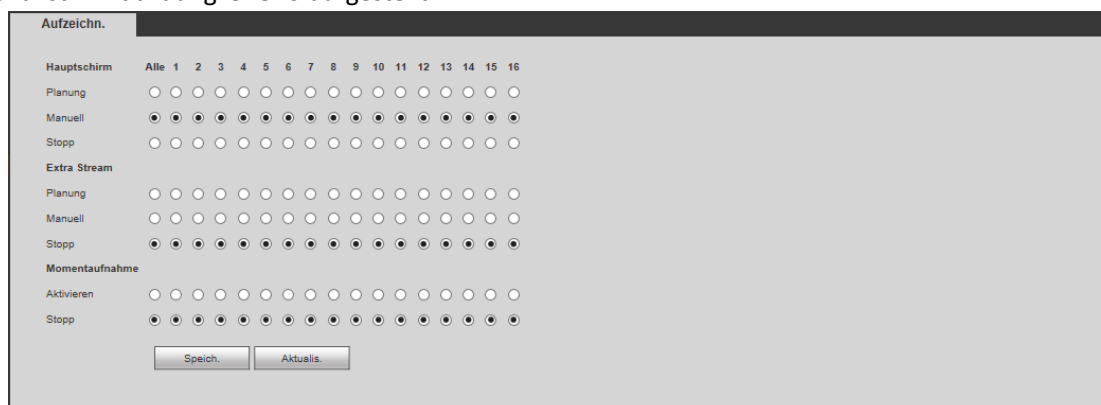 Aufzeichn.
Hauptschirm Alle 1 2 3 4 5 6 7 8 9 10 11 12 13 14 15 16
Planung
Manuell
Stopp
Extra Stream
Planung
Manuell
Stopp
Momentaufnahme
Aktivieren
Stopp
Speich. Aktualis.